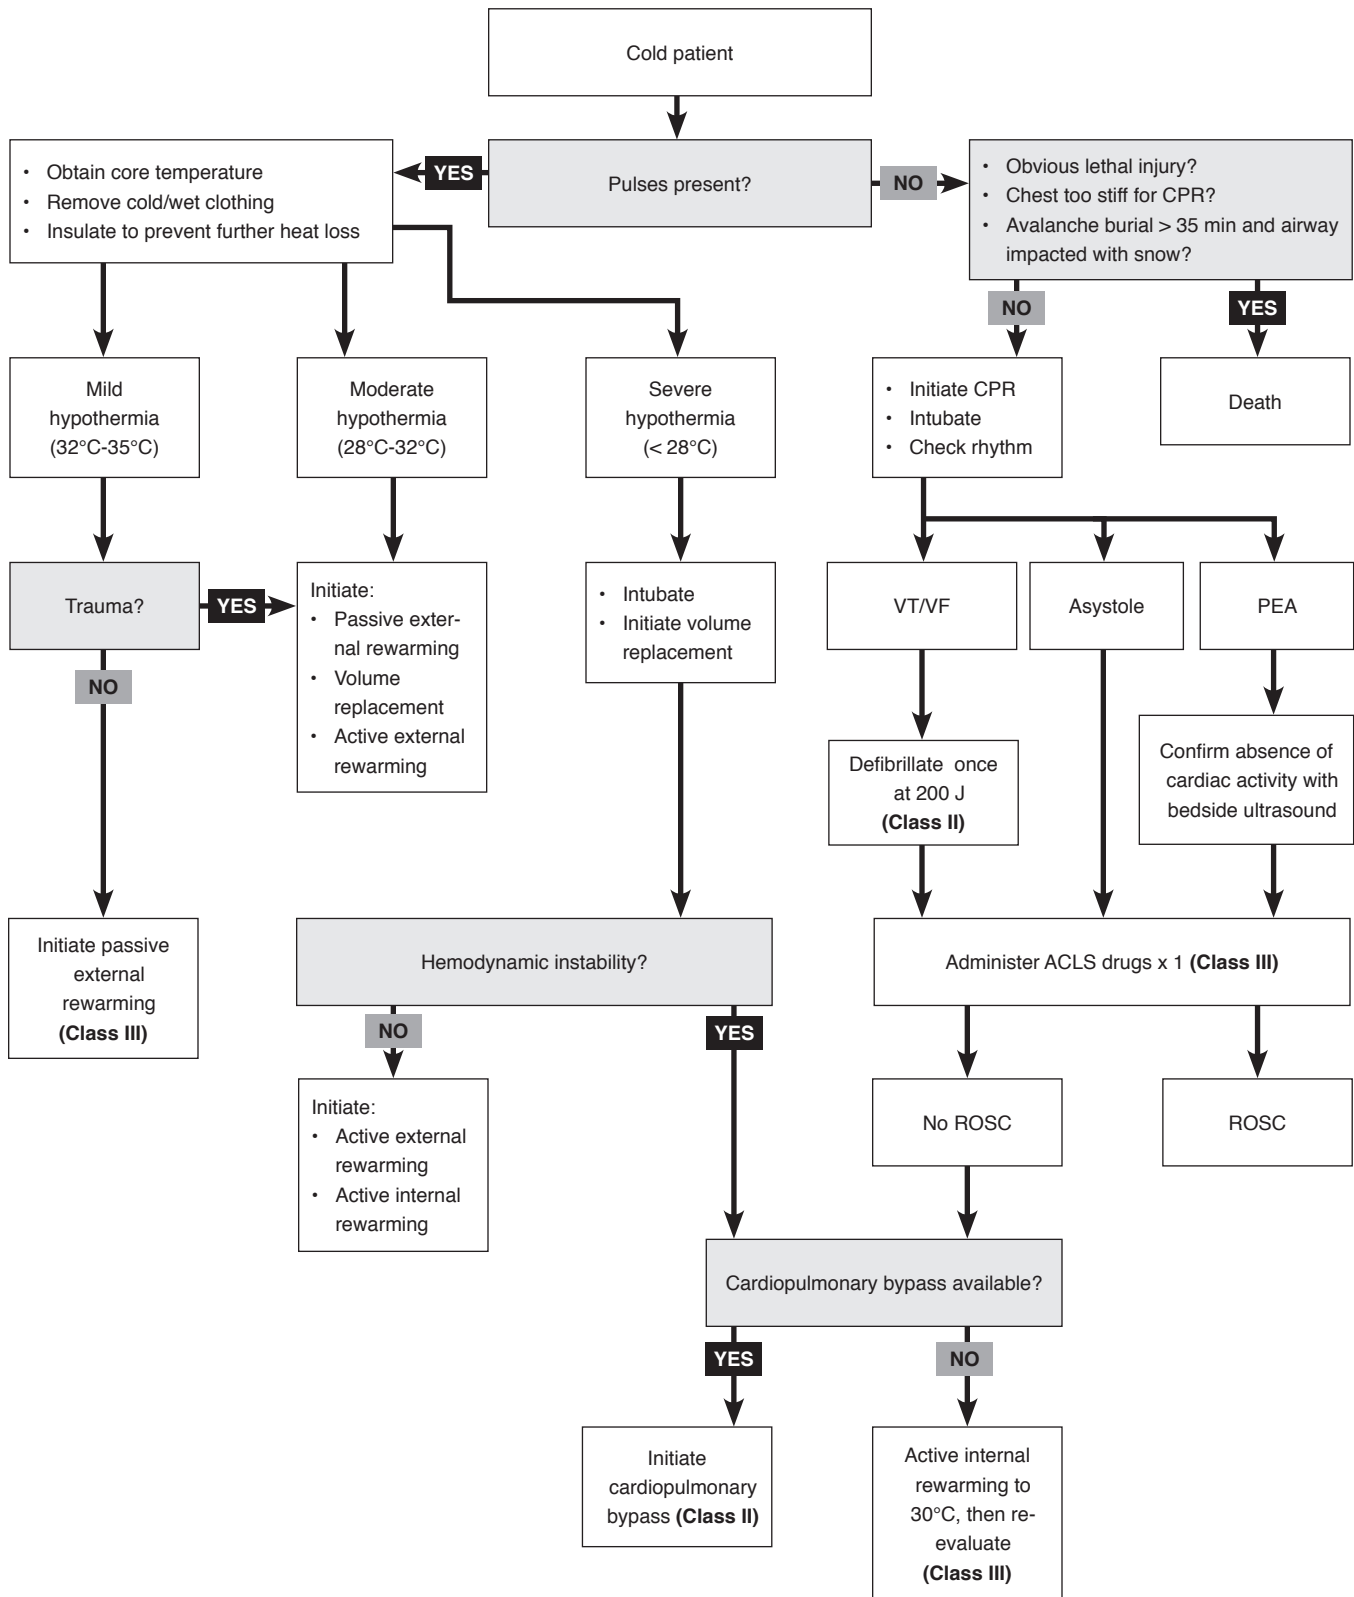 Cold patient
• Obtain core temperature
• Remove cold/wet clothing
• Insulate to prevent further heat loss
YES
Pulses present?
NO
• Obvious lethal injury?
• Chest too stiff for CPR?
• Avalanche burial > 35 min and airway
impacted with snow?
NO
YES
Mild
hypothermia
(32°C-35°C)
Moderate
hypothermia
(28°C-32°C)
Severe
hypothermia
(< 28°C)
• Initiate CPR
• Intubate
• Check rhythm
Death
Trauma?
YES
NO
Initiate:
• Passive exter-
nal rewarming
• Volume
replacement
• Active external
rewarming
• Intubate
• Initiate volume
replacement
VT/VF
Asystole
PEA
Defibrillate once
at 200 J
(Class II)
Confirm absence of
cardiac activity with
bedside ultrasound
Initiate passive
external
rewarming
(Class III)
Hemodynamic instability?
Administer ACLS drugs x 1 (Class III)
NO
YES
Initiate:
• Active external
rewarming
• Active internal
rewarming
No ROSC
ROSC
Cardiopulmonary bypass available?
YES
NO
Initiate
cardiopulmonary
bypass (Class II)
Active internal
rewarming to
30°C, then re-
evaluate
(Class III)